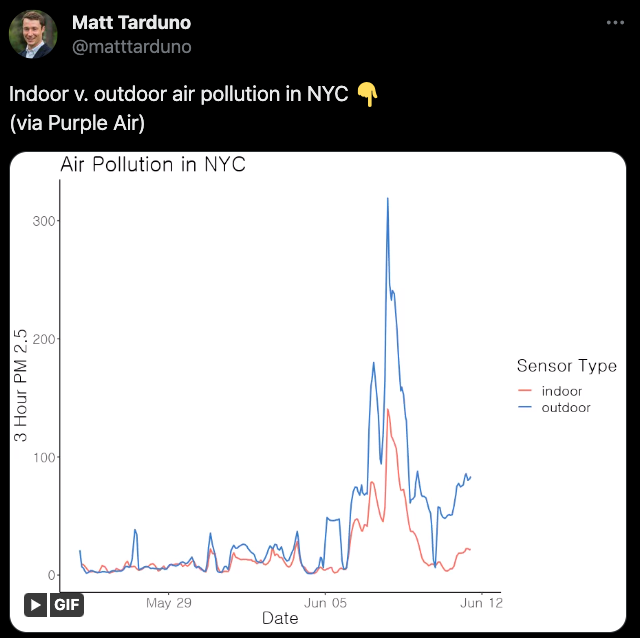 Matt Tarduno
@matttarduno
Indoor v. outdoor air pollution in NYC 👇
(via Purple Air)
Air Pollution in NYC
3 Hour PM 2.5
300
200
100
0
Sensor Type
indoor
outdoor
GIF
May 29
Jun 05
Jun 12
Date